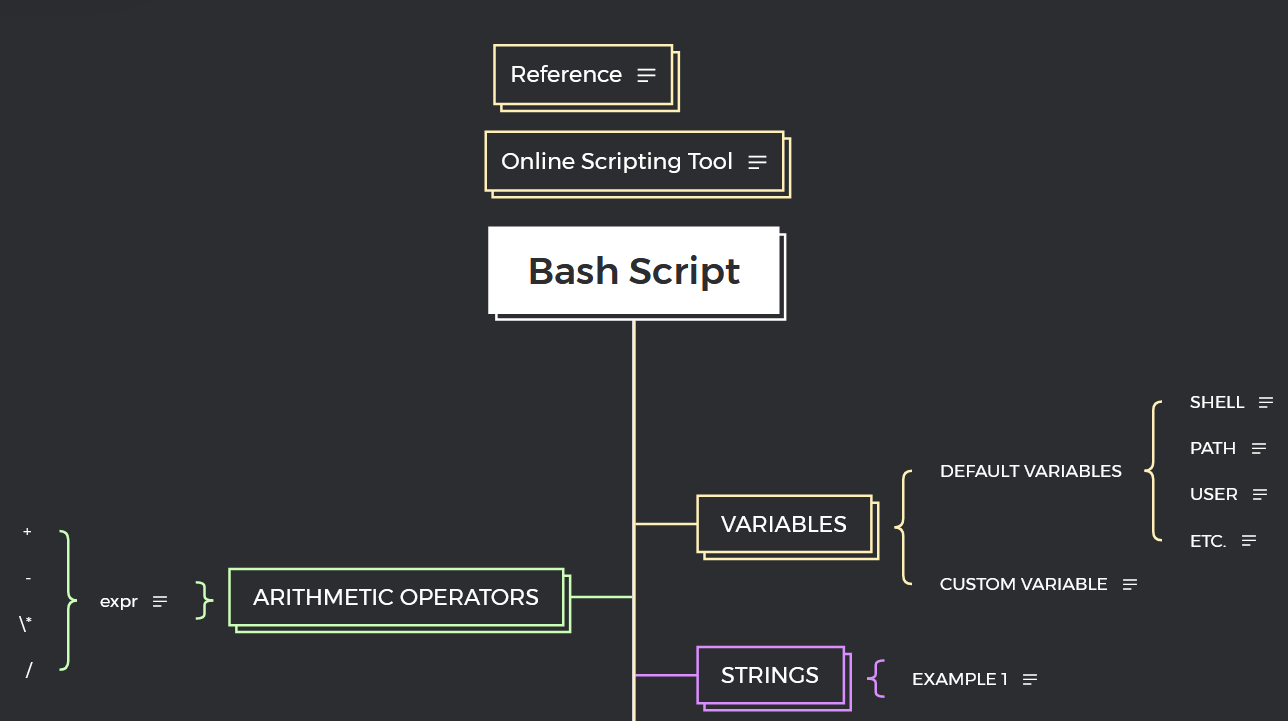 Reference
Online Scripting Tool
Bash Script
SHELL
PATH
DEFAULT VARIABLES
USER
VARIABLES
ETC.
CUSTOM VARIABLE
+
-
\*
/
expr
ARITHMETIC OPERATORS
STRINGS
EXAMPLE 1